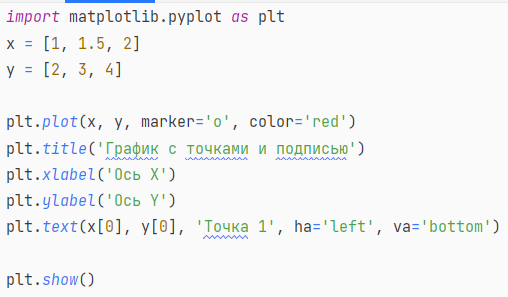 import matplotlib.pyplot as plt
x = [1, 1.5, 2]
y = [2, 3, 4]
plt.plot(x, y, marker='o', color='red')
plt.title('График с точками и подписью')
plt.xlabel('Ось X')
plt.ylabel('Ось Y')
plt.text(x[0], y[0], 'Точка 1', ha='left', va='bottom')
plt.show()